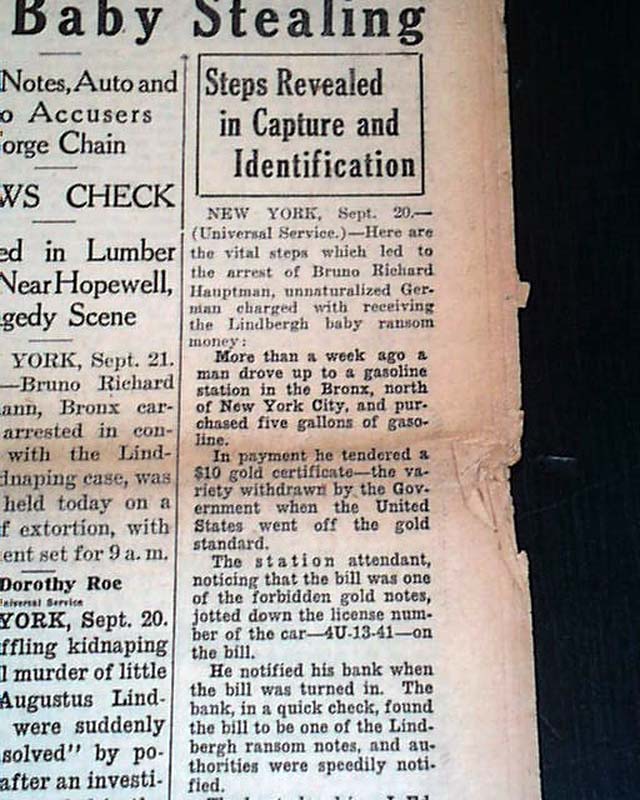 Baby Stealing
Notes, Auto and
o Accusers
orge Chain
WS CHECK
ed in Lumber
Near Hopewell,
gedy Scene
YORK, Sept. 21.
—Bruno Richard
ann, Bronx car-
arrested in con-
with the Lind-
dnaping case, was
held today on a
f extortion, with
ent set for 9 a. m.
Dorothy Roe
niversal Service
YORK, Sept. 20.
ffling kidnaping
l murder of little
Augustus Lind-
were suddenly
solved" by po-
after an investi-
Steps Revealed
in Capture and
Identification
NEW YORK, Sept. 20.—
(Universal Service.)—Here are
the vital steps which led to
the arrest of Bruno Richard
Hauptman, unnaturalized Ger-
man charged with receiving
the Lindbergh baby ransom
money:
More than a week ago a
man drove up to a gasoline
station in the Bronx, north
of New York City, and pur-
chased five gallons of gaso-
line.
In payment he tendered a
$10 gold certificate—the va-
riety withdrawn by the Gov-
ernment when the United
States went off the gold
standard.
The station attendant,
noticing that the bill was one
of the forbidden gold notes,
jotted down the license num-
ber of the car—4U-13-41—on
the bill.
He notified his bank when
the bill was turned in. The
bank, in a quick check, found
the bill to be one of the Lind-
bergh ransom notes, and au-
thorities were speedily noti-
fied.